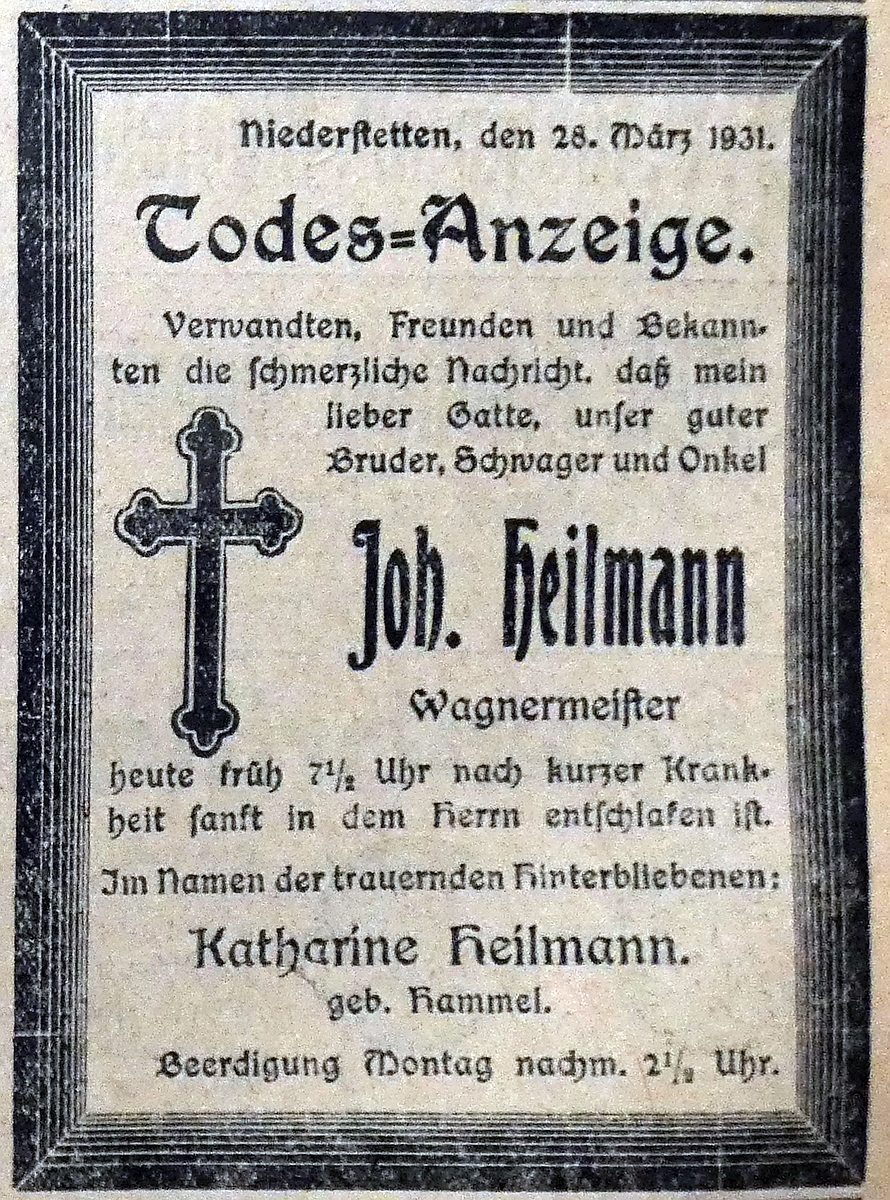 Niederstetten, den 28. März 1931.
Todes=Anzeige.
Verwandten, Freunden und Bekann-
ten die schmerzliche Nachricht. daß mein
lieber Gatte, unser guter
Bruder, Schwager und Onkel
Joh. Heilmann
Wagnermeister
heute früh 7½ Uhr nach kurzer Krank-
heit sanft in dem Herrn entschlafen ist.
Im Namen der trauernden Hinterbliebenen:
Katharine Heilmann.
geb. Hammel.
Beerdigung Montag nachm. 2½ Uhr.